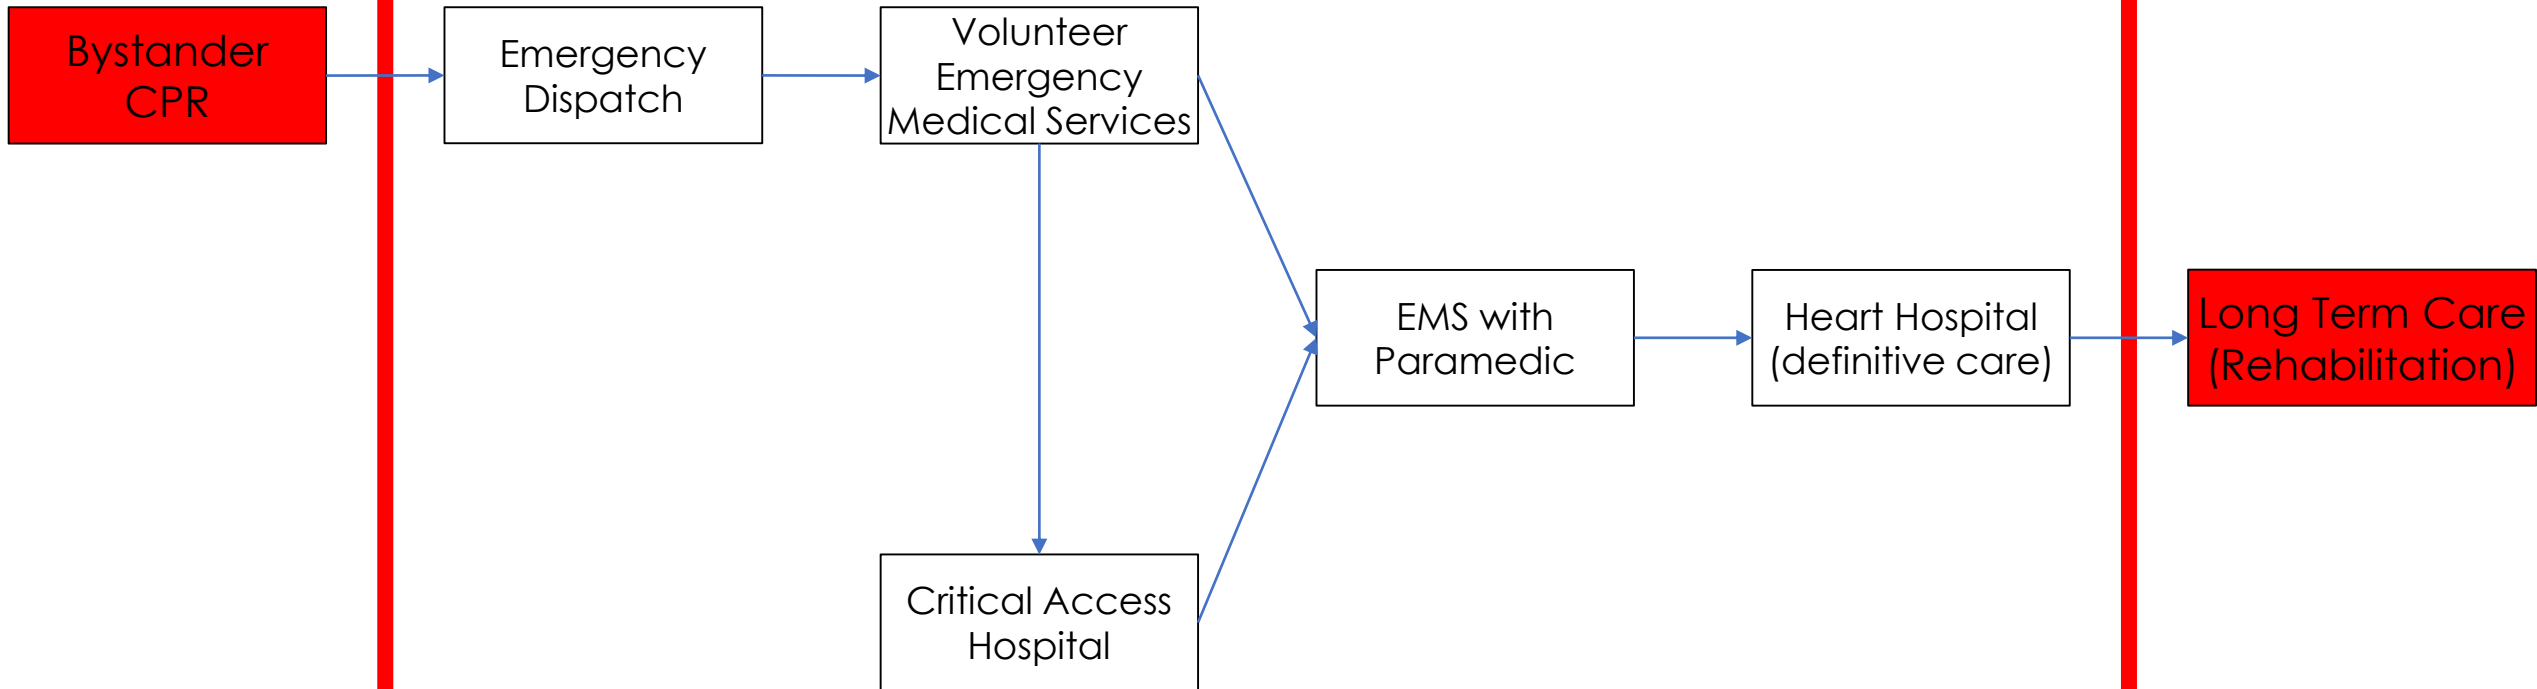 Bystander
CPR
Emergency
Dispatch
Volunteer
Emergency
Medical Services
EMS with
Paramedic
Heart Hospital
(definitive care)
Long Term Care
(Rehabilitation)
Critical Access
Hospital